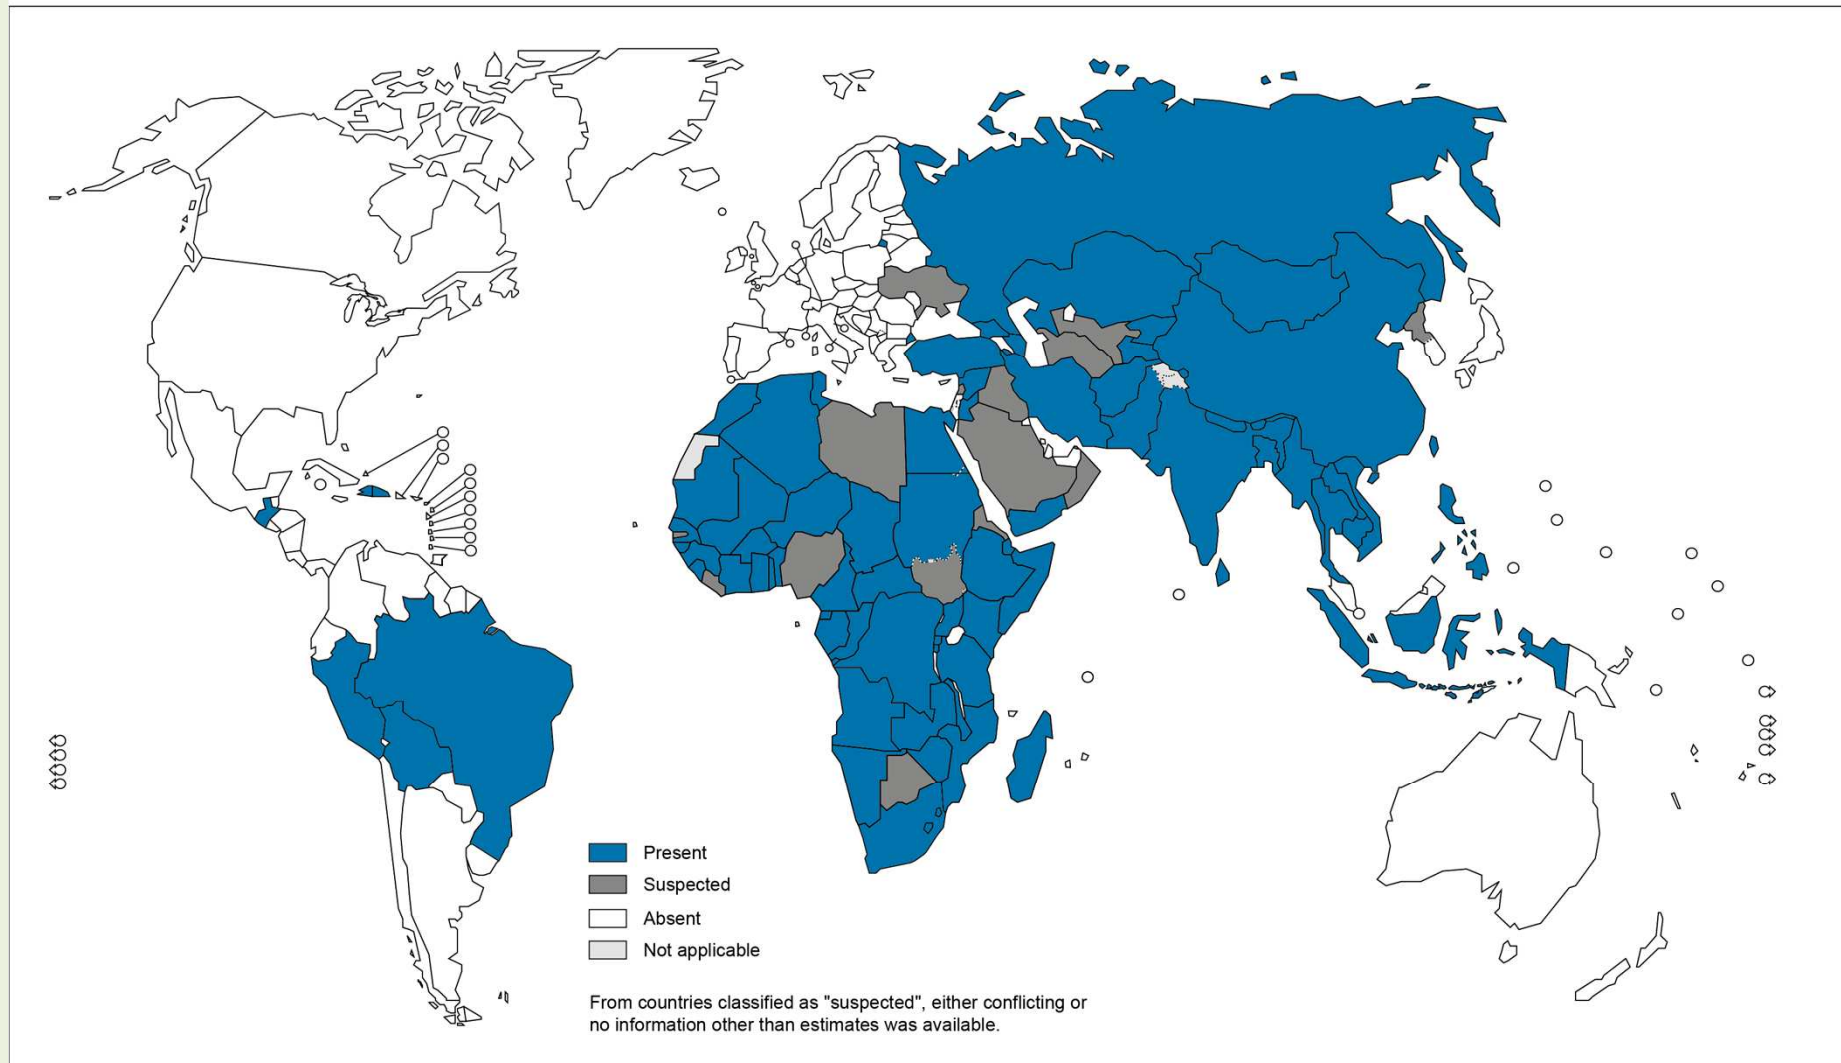 Present
Suspected
Absent
Not applicable
From countries classified as "suspected", either conflicting or
no information other than estimates was available.